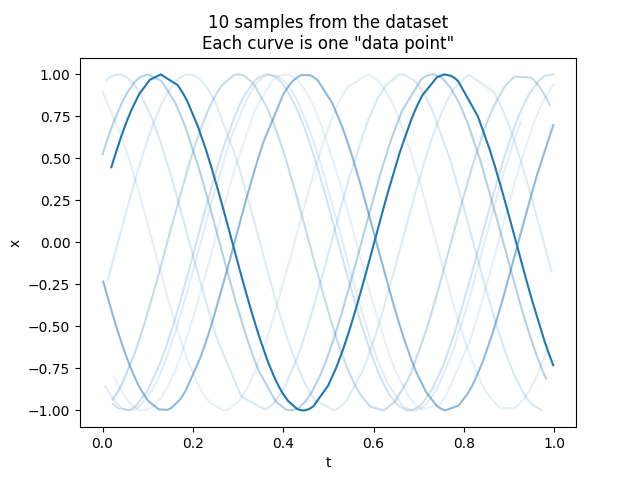 10 samples from the dataset
Each curve is one "data point"
1.00
0.75
0.50
0.25
0.00
−0.25
−0.50
−0.75
−1.00
x
0.0 0.2 0.4 0.6 0.8 1.0
t